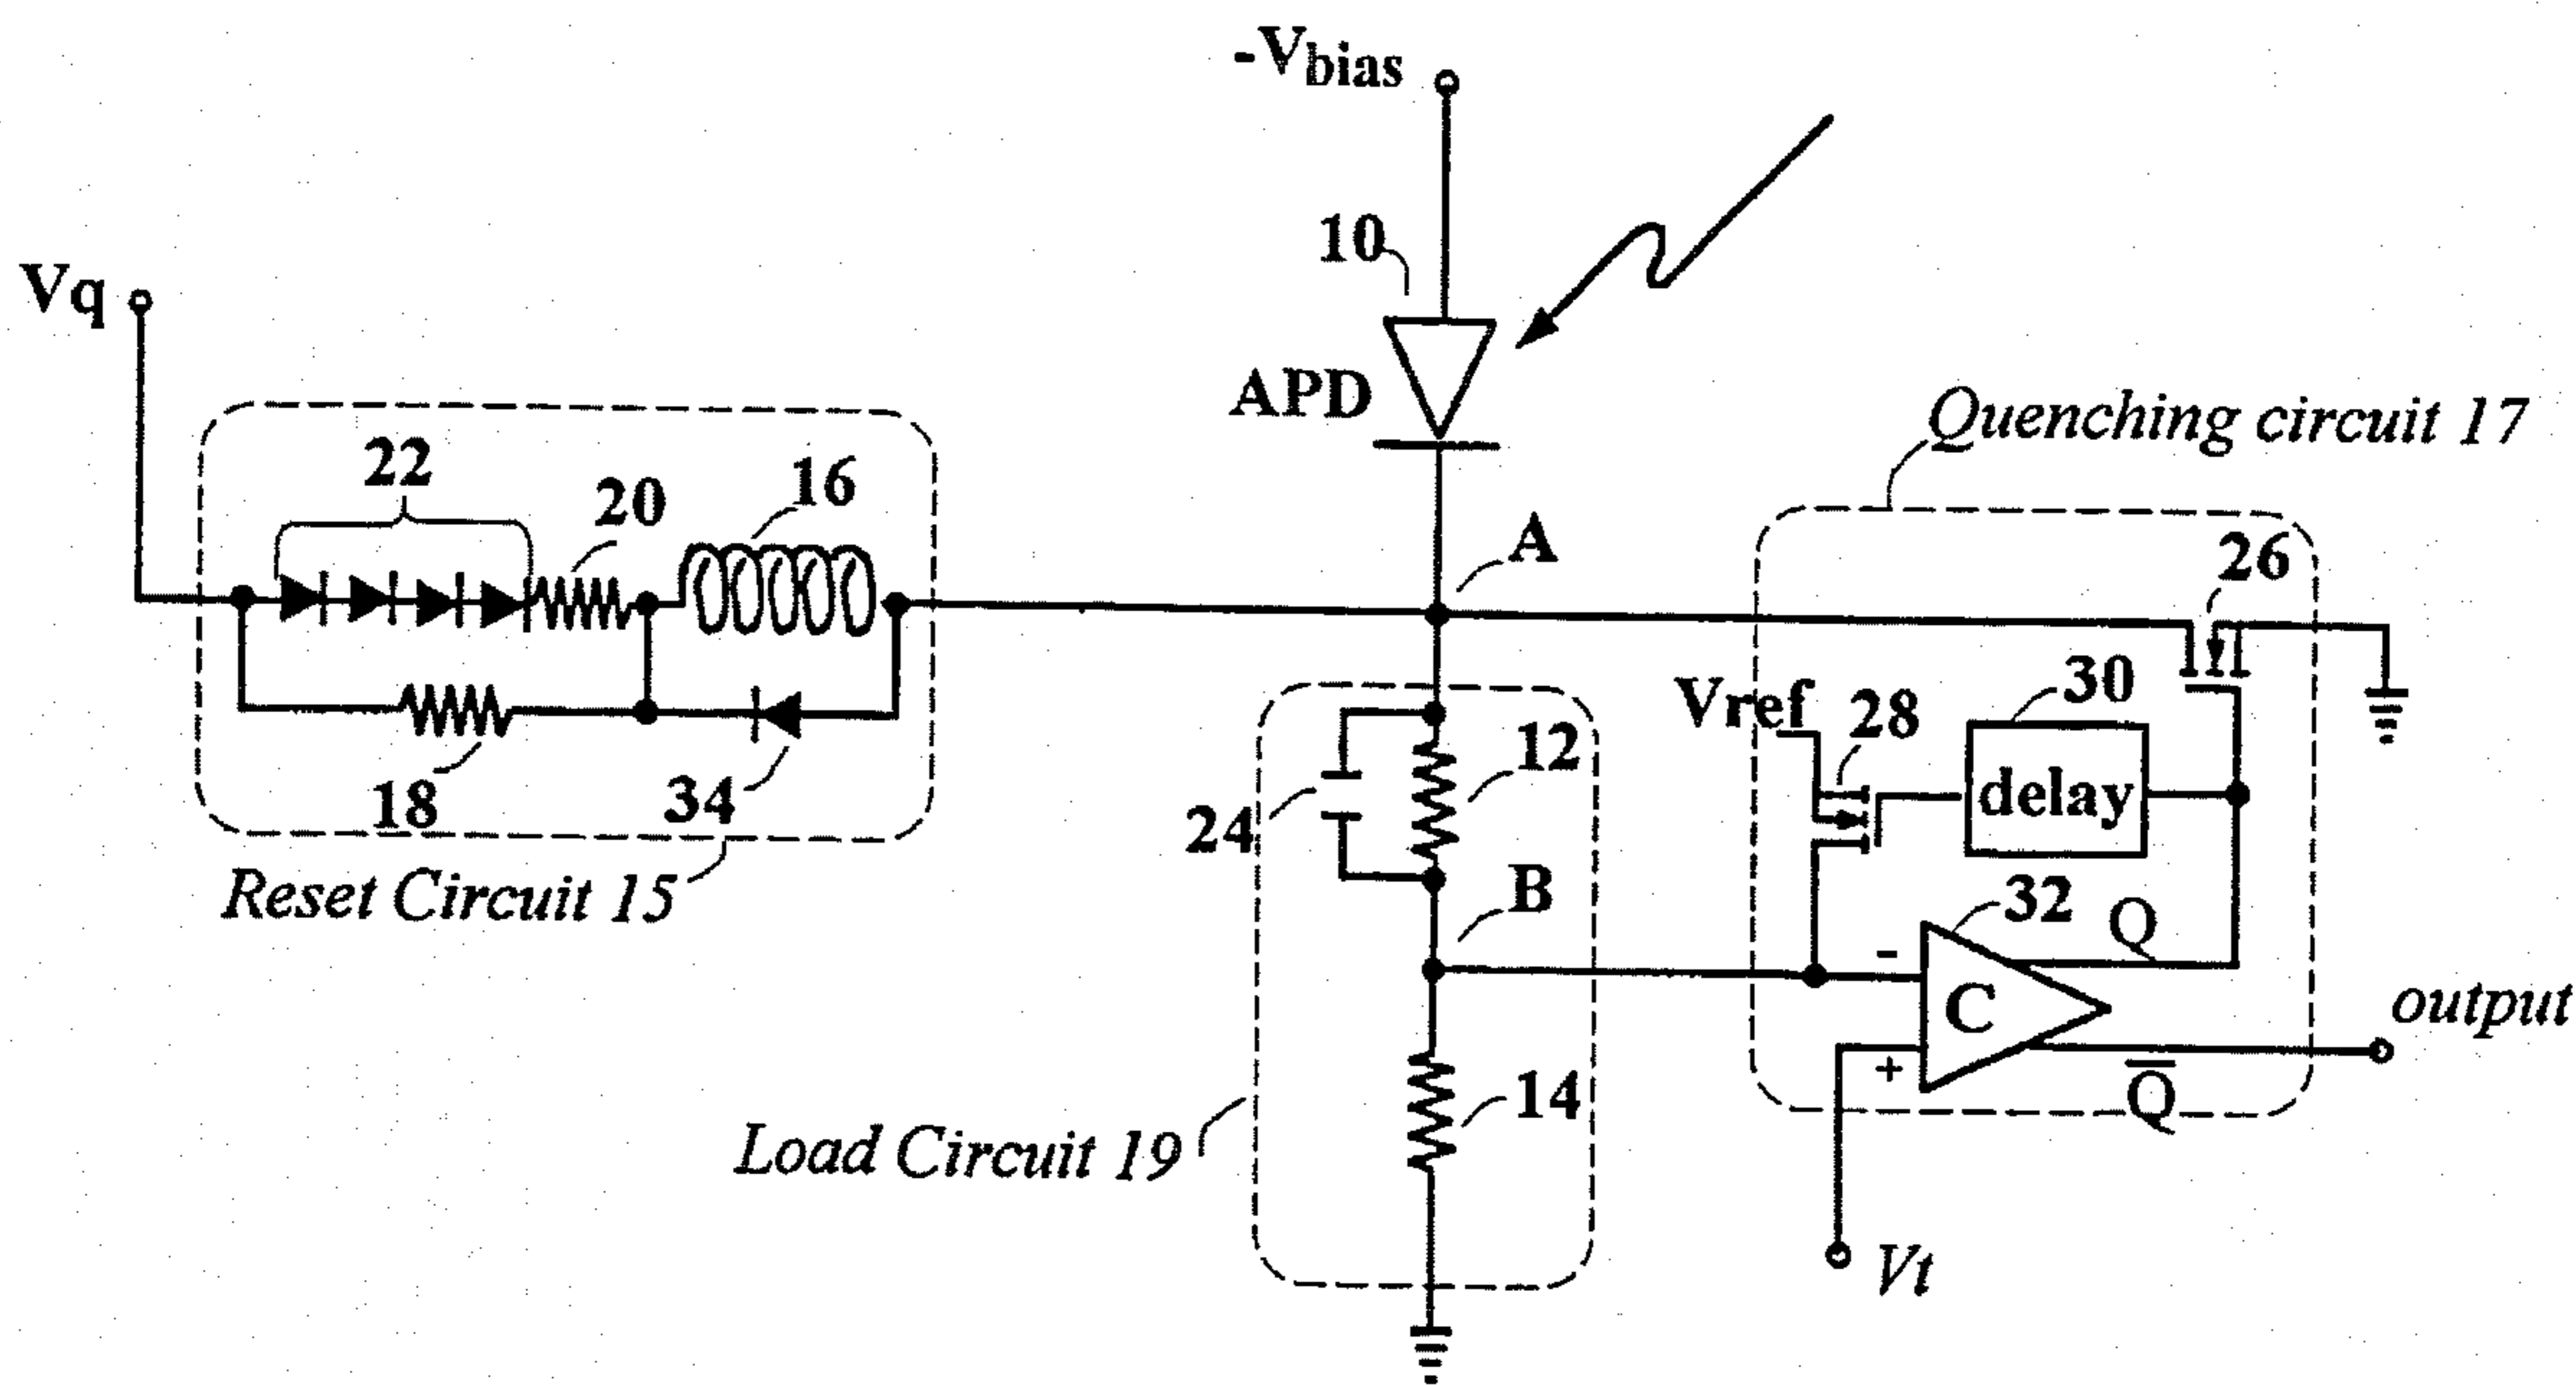 -Vbias
10
Vq
APD
Quenching circuit 17
22
20
16
A
26
Vref
28
30
delay
12
18
34
24
Reset Circuit 15
B
32
Q
-
C
output
+
Q̅
14
Load Circuit 19
Vt